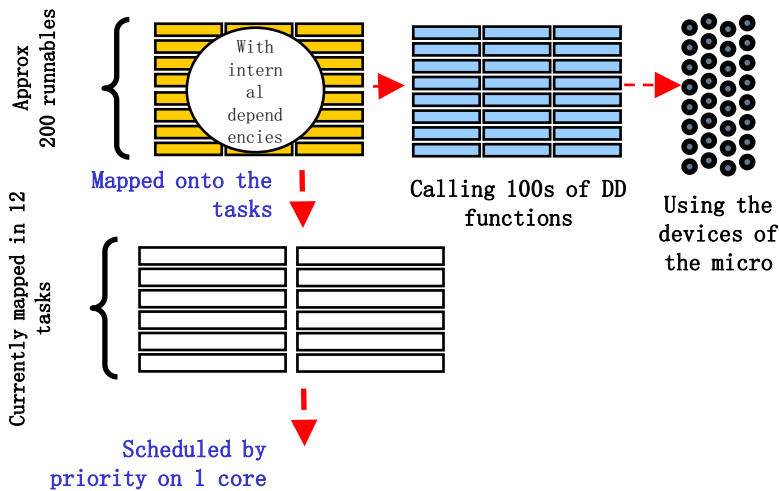 Approx
200 runnables
With
intern
al
depend
encies
Mapped onto the
tasks
Calling 100s of DD
functions
Using the
devices of
the micro
Currently mapped in 12
tasks
Scheduled by
priority on 1 core